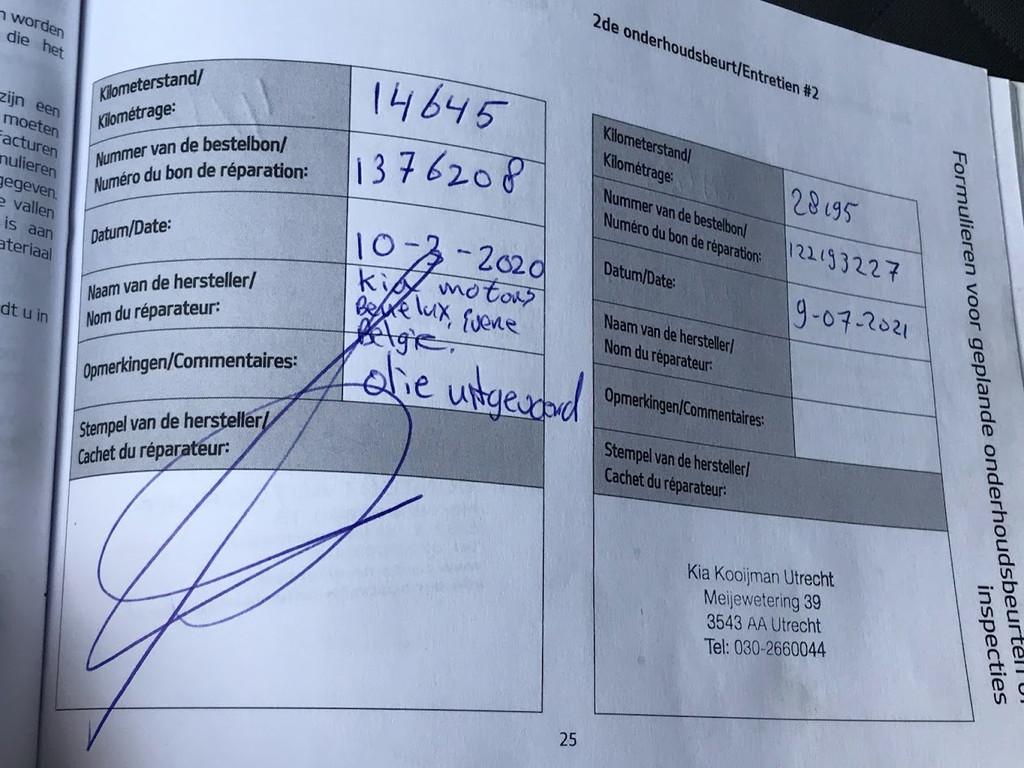 n worden
die het
zijn een
moeten
facturen
nulieren
gegeven.
e vallen
is aan
ateriaal
dt u in
Kilometerstand/
Kilométrage:
14645
Nummer van de bestelbon/
Numéro du bon de réparation:
1376208
Datum/Date:
10-3-2020
Naam van de hersteller/
Nom du réparateur:
Kia motors
Benelux,
Belgie.
Opmerkingen/Commentaires:
olie uitgevoerd
Stempel van de hersteller/
Cachet du réparateur:
2de onderhoudsbeurt/Entretien #2
Kilometerstand/
Kilométrage:
28195
Nummer van de bestelbon/
Numéro du bon de réparation:
122193227
Datum/Date:
9-07-2021
Naam van de hersteller/
Nom du réparateur:
Opmerkingen/Commentaires:
Stempel van de hersteller/
Cachet du réparateur:
Kia Kooijman Utrecht
Meijewetering 39
3543 AA Utrecht
Tel: 030-2660044
Formulieren voor geplande onderhoudsbeurten
inspecties
25